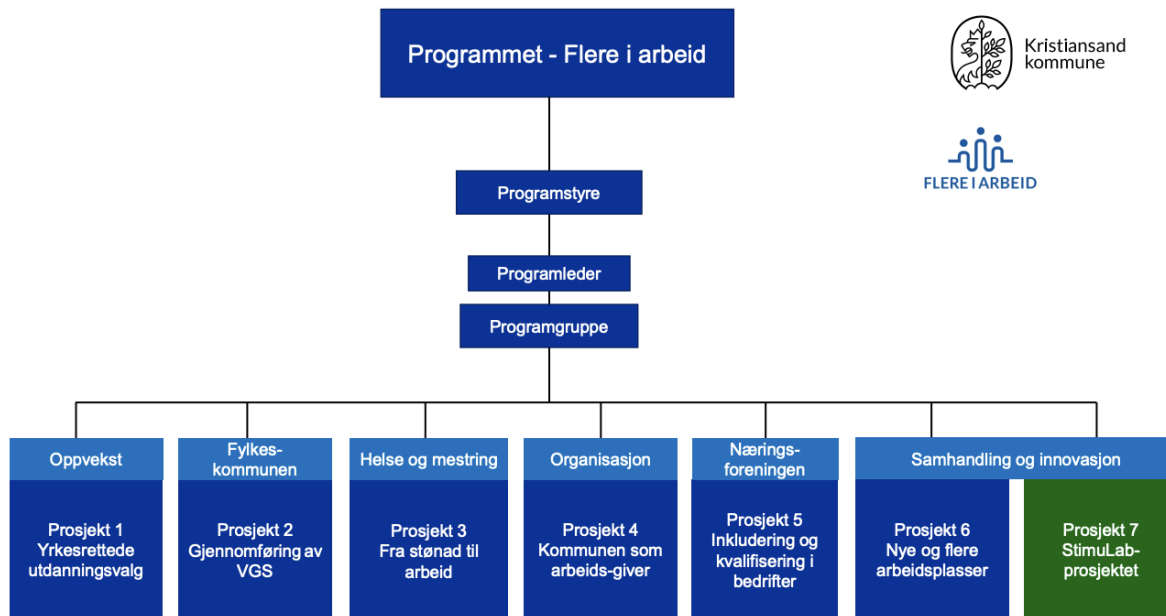 Programmet - Flere i arbeid
Kristiansand
kommune
FLERE I ARBEID
Programstyre
Programleder
Programgruppe
Oppvekst
Fylkes-
kommunen
Helse og mestring
Organisasjon
Nærings-
foreningen
Samhandling og innovasjon
Prosjekt 1
Yrkesrettede
utdanningsvalg
Prosjekt 2
Gjennomføring av
VGS
Prosjekt 3
Fra stønad til
arbeid
Prosjekt 4
Kommunen som
arbeids-giver
Prosjekt 5
Inkludering og
kvalifisering i
bedrifter
Prosjekt 6
Nye og flere
arbeidsplasser
Prosjekt 7
StimuLab-
prosjektet